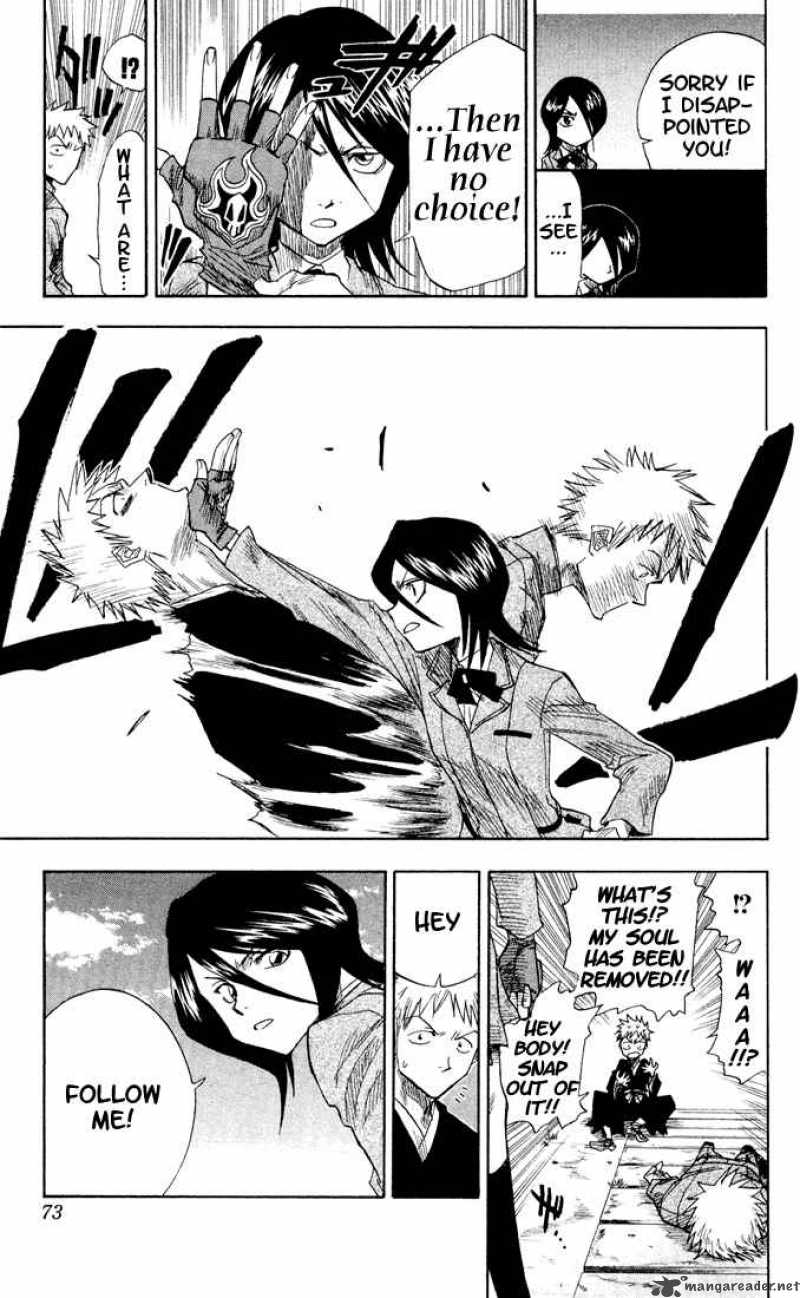 SORRY IF
I DISAP-
POINTED
YOU!
...I
SEE...
...Then
I have
no
choice!
!?
WHAT ARE...
!?
WAAA!!?
WHAT'S
THIS!?
MY SOUL
HAS BEEN
REMOVED!!
HEY
BODY!
SNAP
OUT OF
IT!!
HEY
FOLLOW
ME!
73
mangareader.net